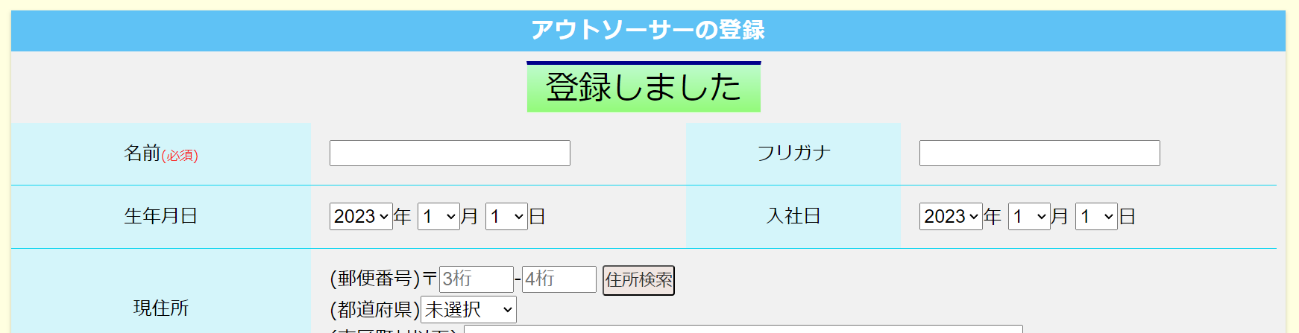 アウトソーサーの登録
登録しました
名前(必須) フリガナ
生年月日 2023年 1月 1日 入社日 2023年 1月 1日
(郵便番号)〒3桁-4桁 住所検索
現住所
(都道府県)未選択